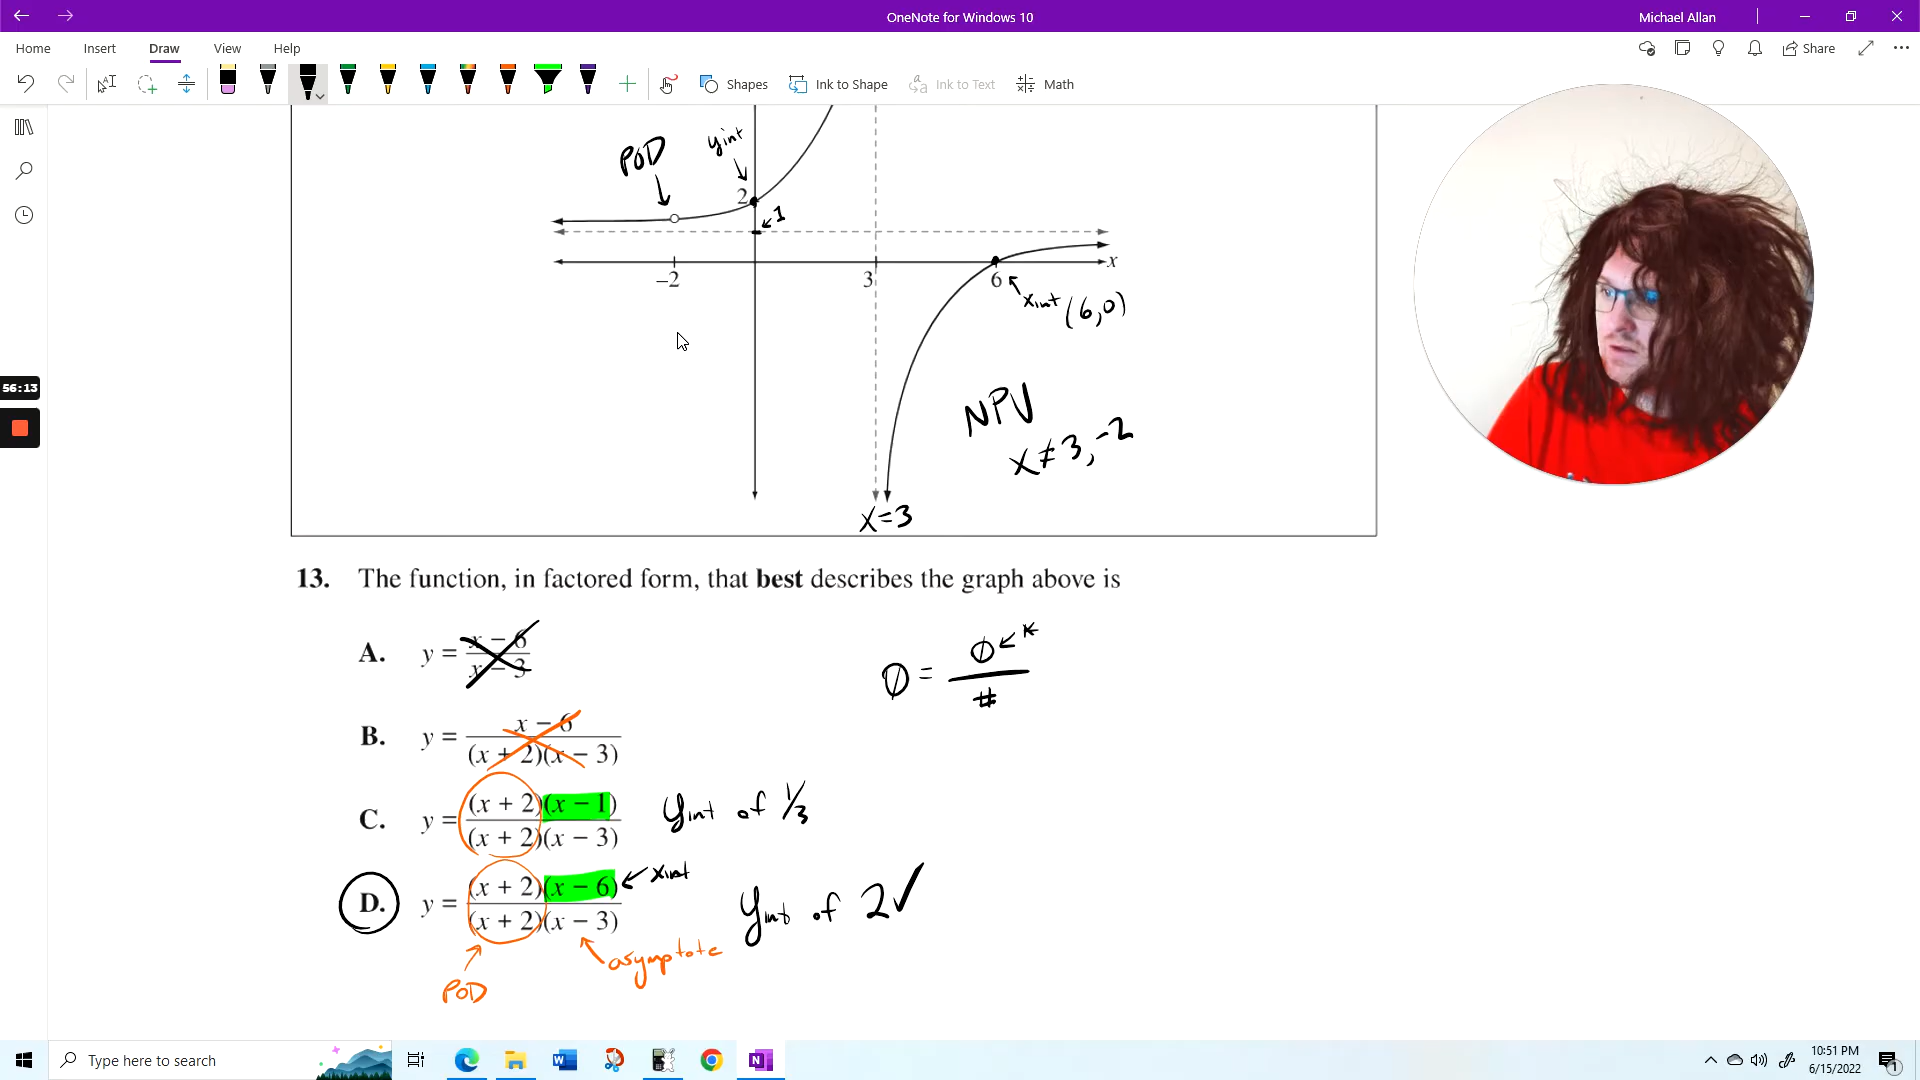 OneNote for Windows 10
Michael Allan
Home Insert Draw View Help
Share
Shapes
Ink to Shape
Ink to Text
Math
POD
yint
2
1
-2
3
6
x
xint (6,0)
NPV
x≠3,-2
x=3
56:13
13. The function, in factored form, that best describes the graph above is
A. y = x − 6 / x − 3
B. y = x − 6 / (x + 2)(x − 3)
C. y = (x + 2)(x − 1) / (x + 2)(x − 3)
yint of 1/3
D. y = (x + 2)(x − 6) / (x + 2)(x − 3)
xint
yint of 2✓
POD
asymptote
0 = 0 / #
Type here to search
10:51 PM
6/15/2022
1